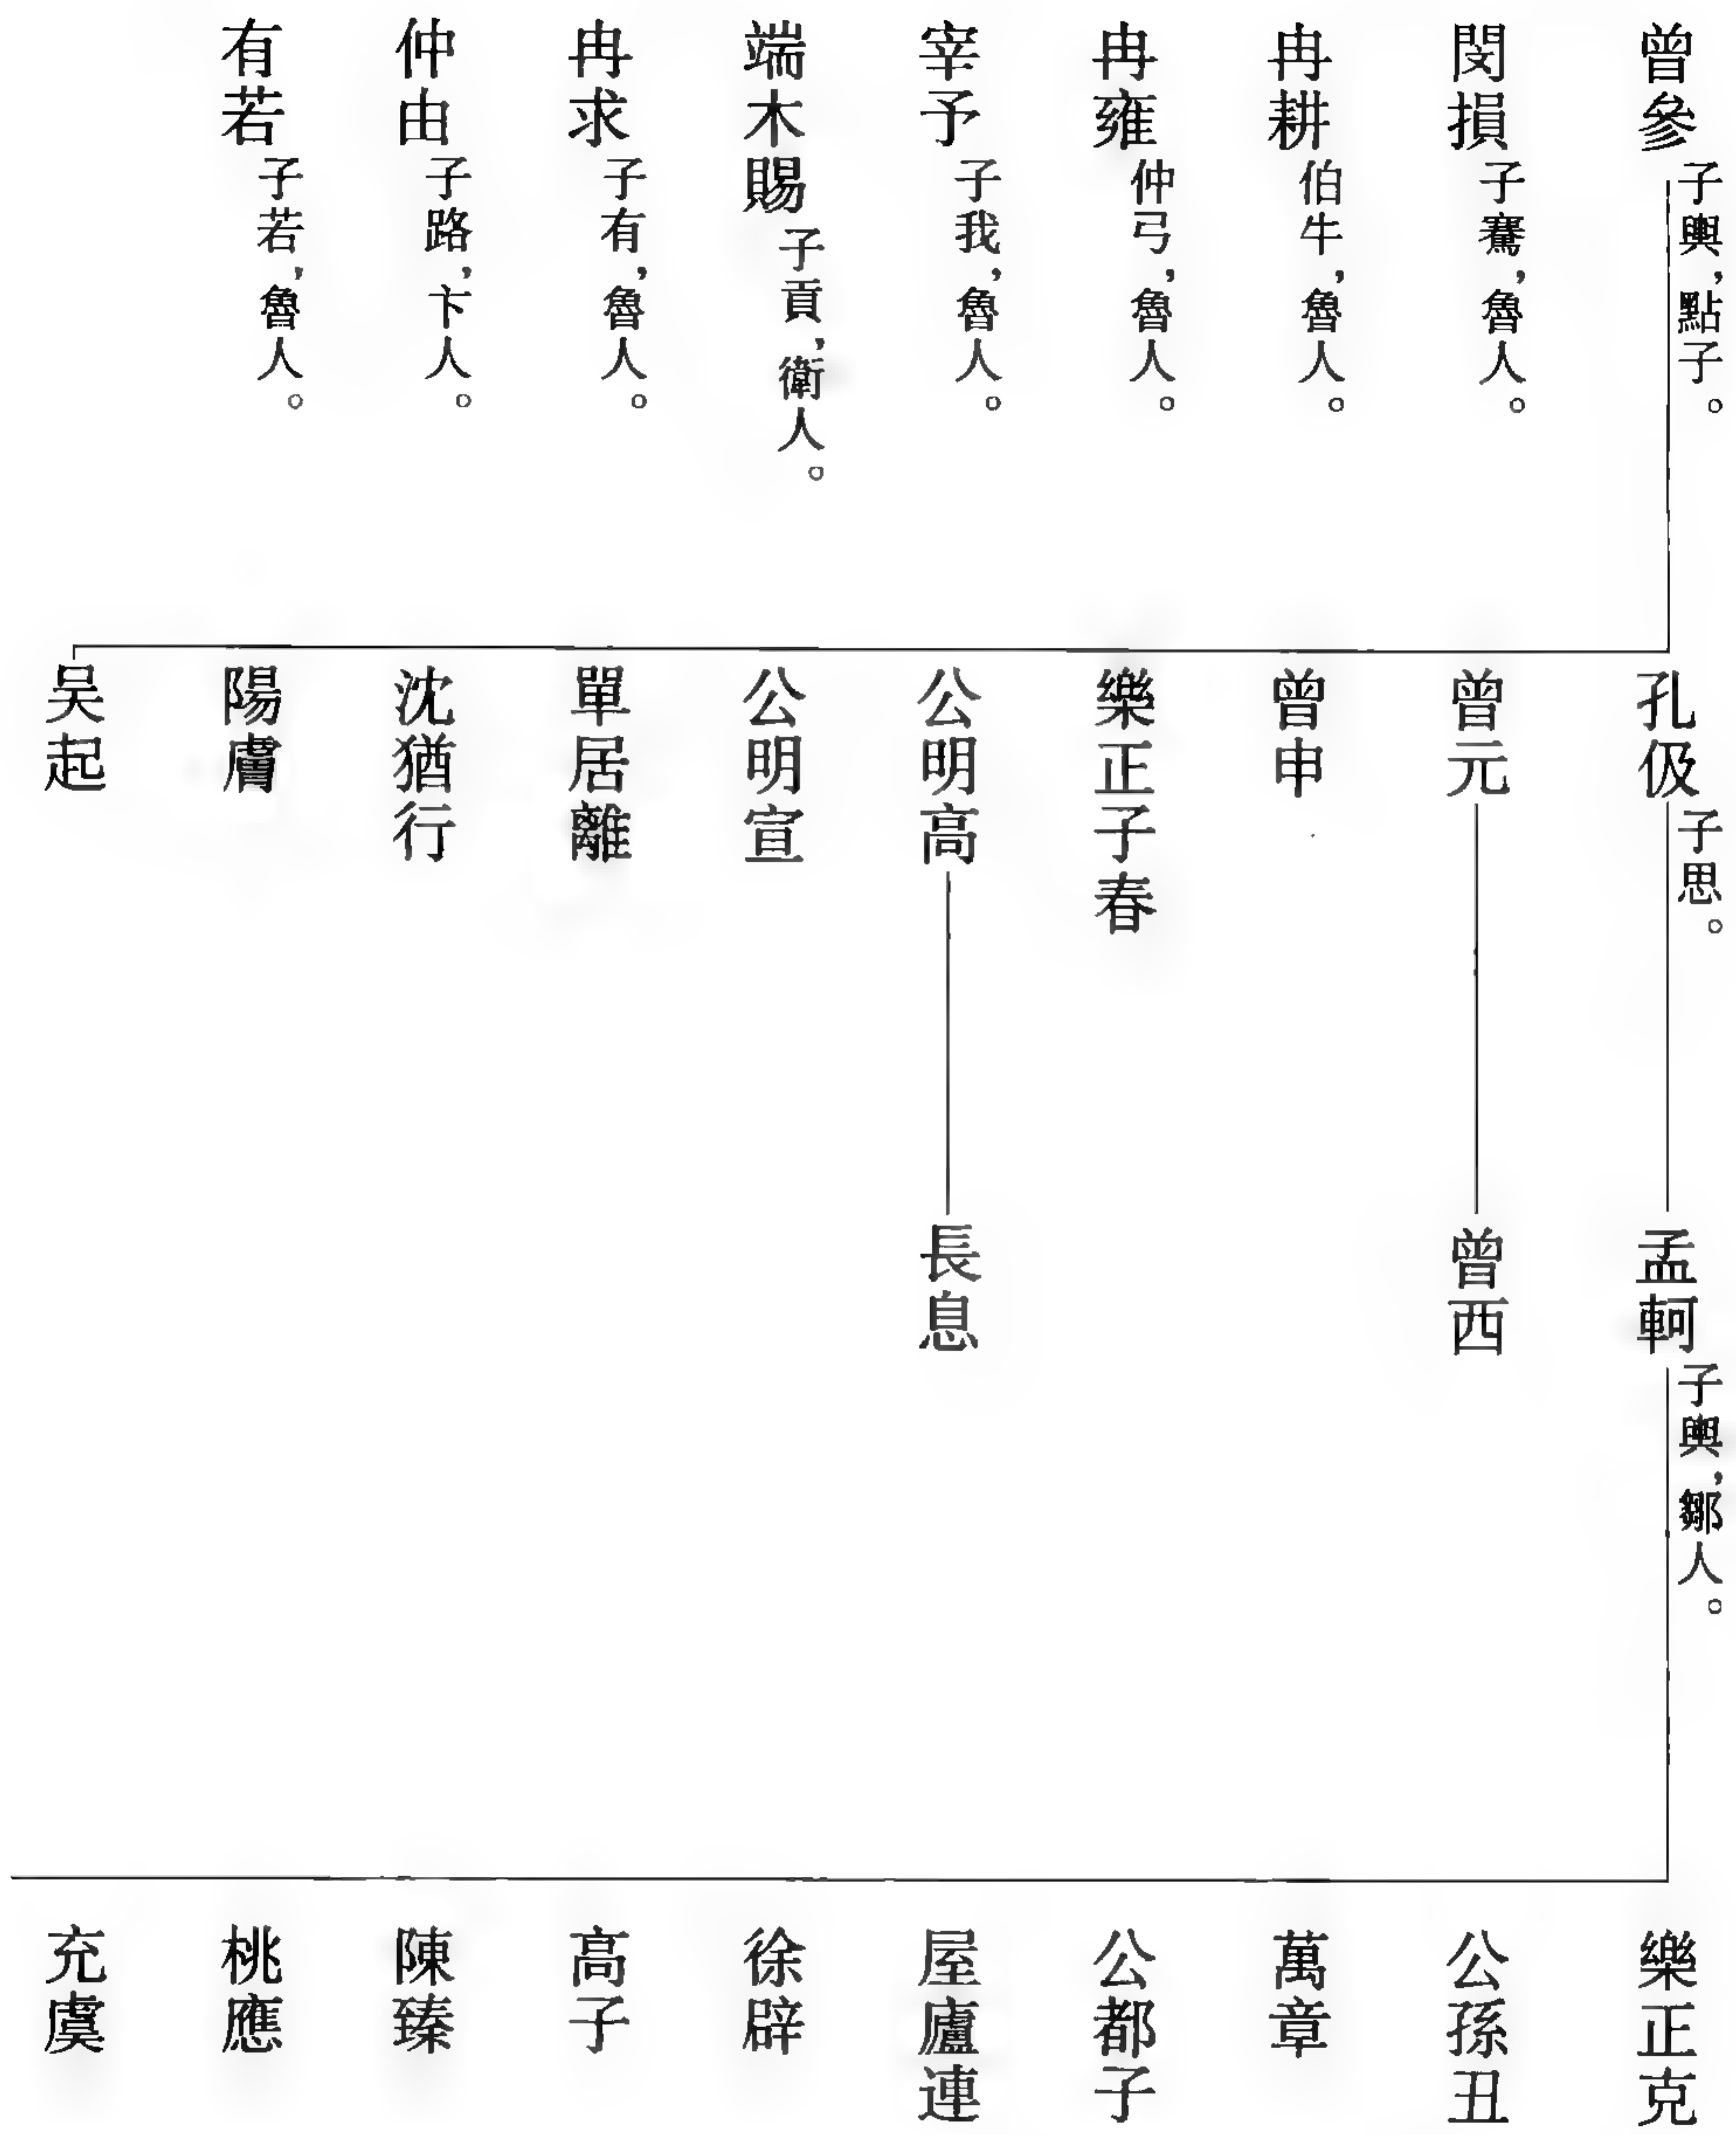 曾參子輿，點子。
閔損子騫，魯人。
冉耕伯牛，魯人。
冉雍仲弓，魯人。
宰予子我，魯人。
端木賜子貢，衛人。
冉求子有，魯人。
仲由子路，卞人。
有若子若，魯人。
孔伋子思。
曾元
曾申
樂正子春
公明高
公明宣
單居離
沈猶行
陽膚
吴起
孟軻子輿，鄒人。
曾西
長息
樂正克
公孫丑
萬章
公都子
屋廬連
徐辟
高子
陳臻
桃應
充虞